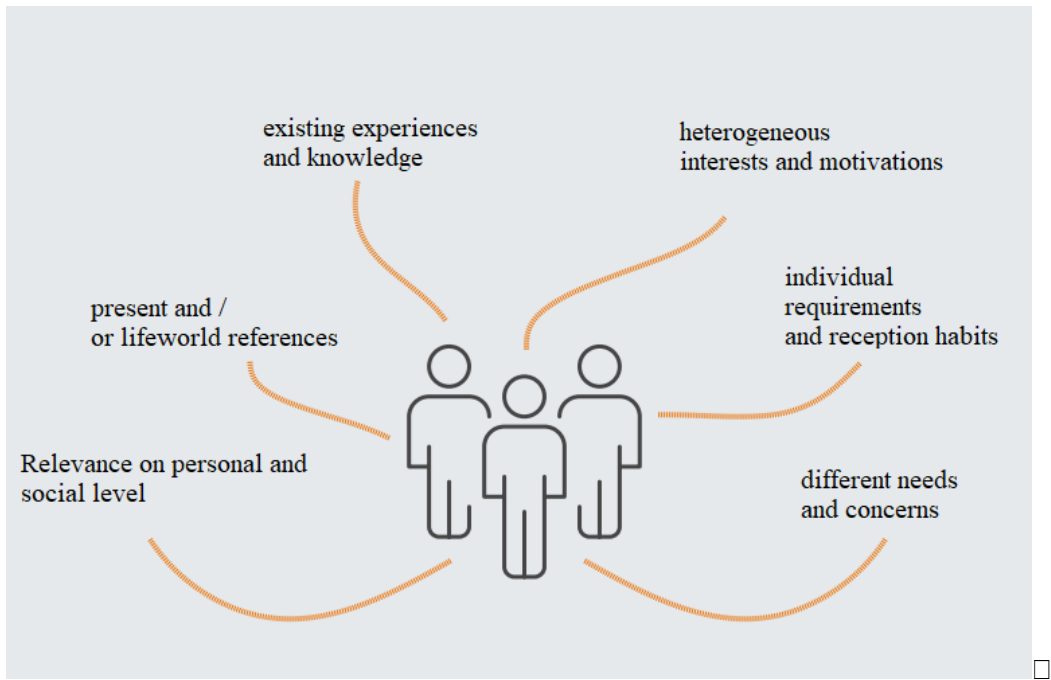 existing experiences
and knowledge
heterogeneous
interests and motivations
individual
requirements
and reception habits
present and /
or lifeworld references
Relevance on personal and
social level
different needs
and concerns